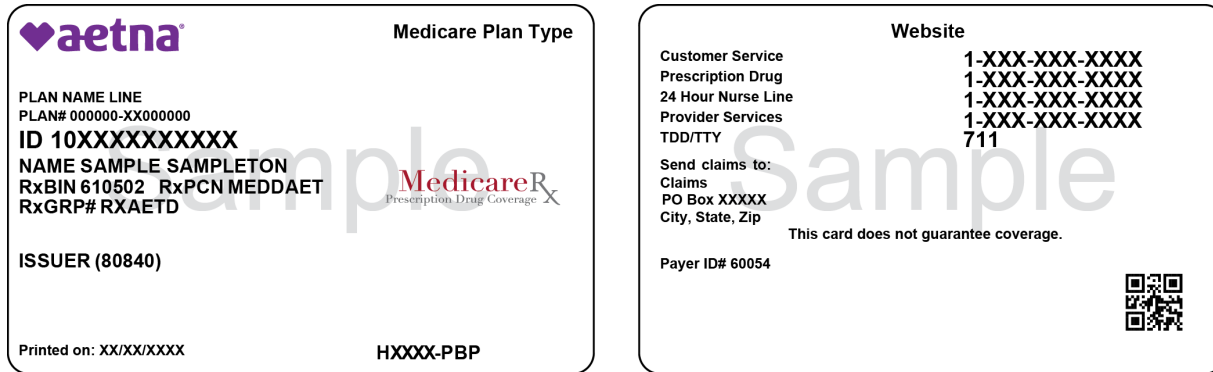 aetna®
Medicare Plan Type
PLAN NAME LINE
PLAN# 000000-XX000000
ID 10XXXXXXXXXX
NAME SAMPLE SAMPLETON
RxBIN 610502 RxPCN MEDDAET
RxGRP# RXAETD
MedicareRx
Prescription Drug Coverage
ISSUER (80840)
Printed on: XX/XX/XXXX
HXXXX-PBP
Sample
Website
Customer Service 1-XXX-XXX-XXXX
Prescription Drug 1-XXX-XXX-XXXX
24 Hour Nurse Line 1-XXX-XXX-XXXX
Provider Services 1-XXX-XXX-XXXX
TDD/TTY 711
Send claims to:
Claims
PO Box XXXXX
City, State, Zip
This card does not guarantee coverage.
Payer ID# 60054
Sample